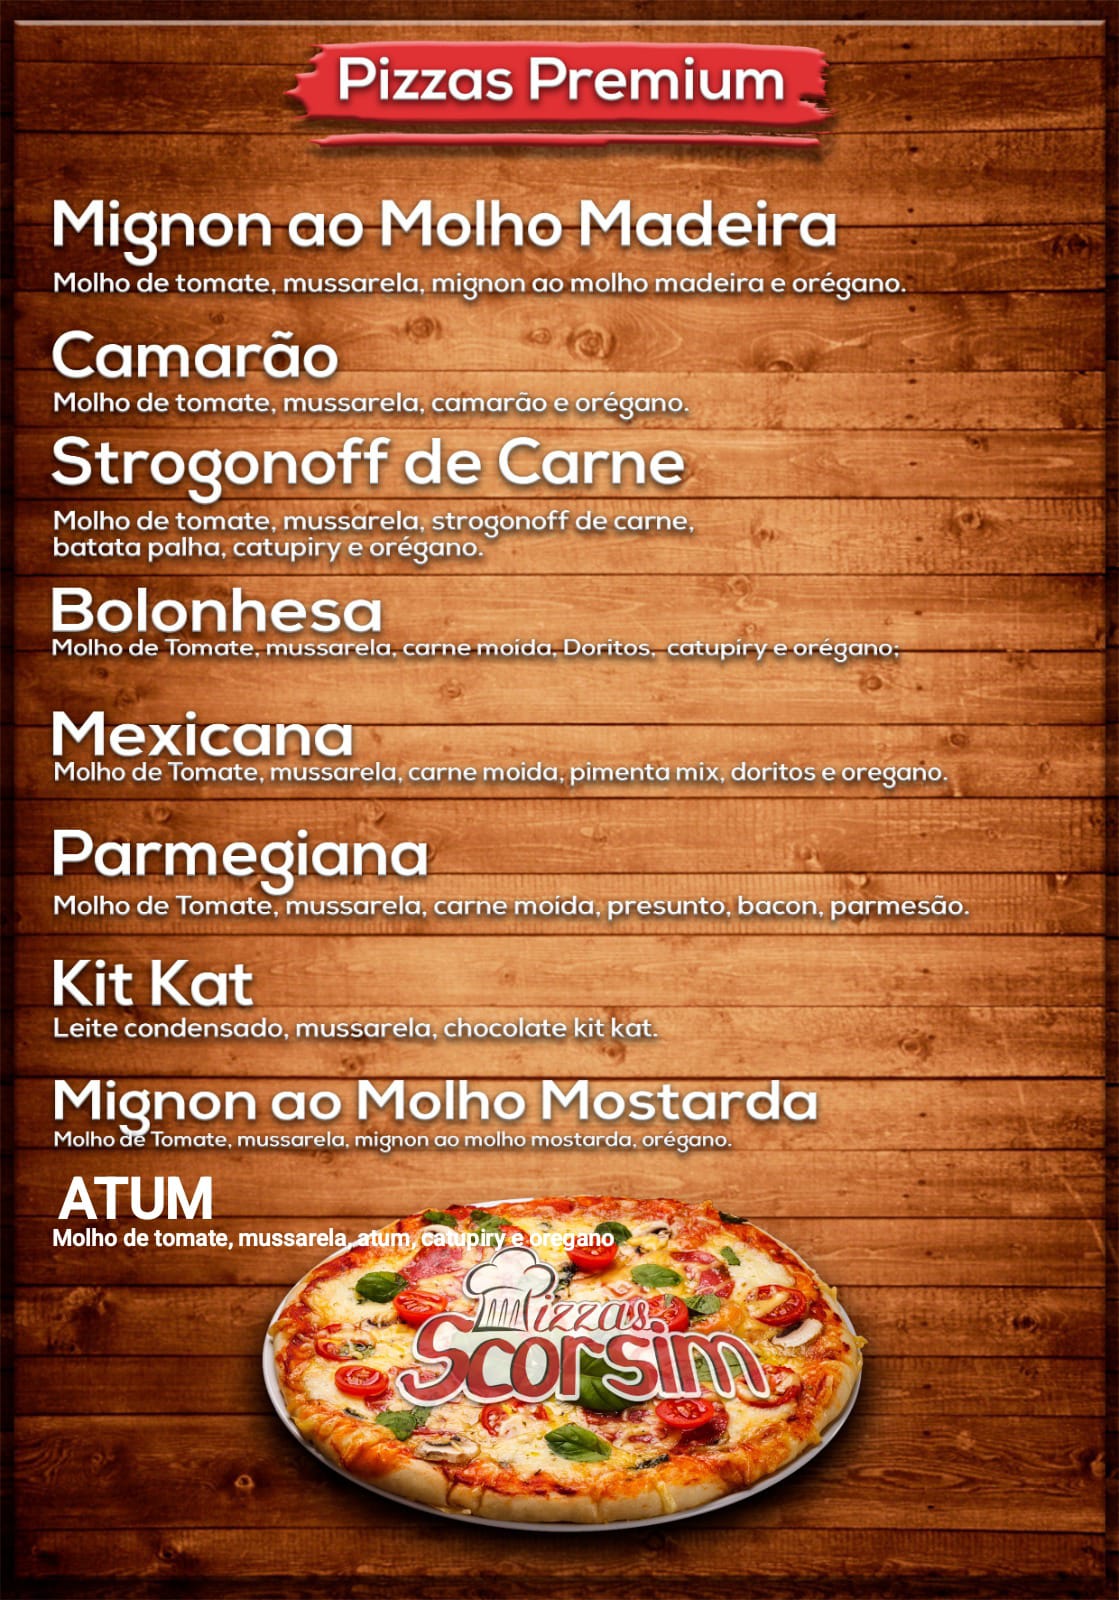 Pizzas Premium
Mignon ao Molho Madeira
Molho de tomate, mussarela, mignon ao molho madeira e orégano.
Camarão
Molho de tomate, mussarela, camarão e orégano.
Strogonoff de Carne
Molho de tomate, mussarela, strogonoff de carne,
batata palha, catupiry e orégano.
Bolonhesa
Molho de Tomate, mussarela, carne moída, Doritos, catupiry e orégano;
Mexicana
Molho de Tomate, mussarela, carne moida, pimenta mix, doritos e oregano.
Parmegiana
Molho de Tomate, mussarela, carne moída, presunto, bacon, parmesão.
Kit Kat
Leite condensado, mussarela, chocolate kit kat.
Mignon ao Molho Mostarda
Molho de Tomate, mussarela, mignon ao molho mostarda, orégano.
ATUM
Molho de tomate, mussarela, atum, catupiry e oregano
Pizzas
Scorsim